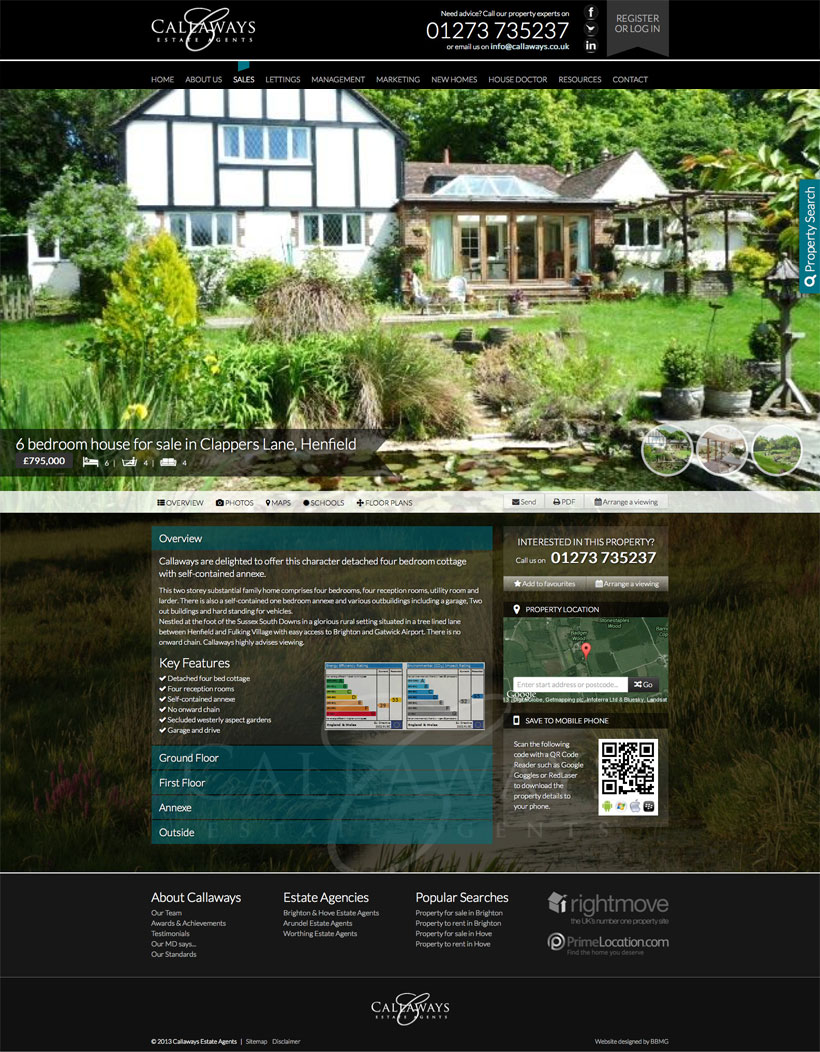 CALLAWAYS
ESTATE AGENTS
Need advice? Call our property experts on
01273 735237
or email us on info@callaways.co.uk
REGISTER
OR LOG IN
HOME ABOUT US SALES LETTINGS MANAGEMENT MARKETING NEW HOMES HOUSE DOCTOR RESOURCES CONTACT
Property Search
6 bedroom house for sale in Clappers Lane, Henfield
£795,000 6 | 4 | 4
OVERVIEW PHOTOS MAPS SCHOOLS FLOOR PLANS
Send PDF Arrange a viewing
Overview
Callaways are delighted to offer this character detached four bedroom cottage
with self-contained annexe.
This two storey substantial family home comprises four bedrooms, four reception rooms, utility room and
larder. There is also a self-contained one bedroom annexe and various outbuildings including a garage, Two
out buildings and hard standing for vehicles.
Nestled at the foot of the Sussex South Downs in a glorious rural setting situated in a tree lined lane
between Henfield and Fulking Village with easy access to Brighton and Gatwick Airport. There is no
onward chain. Callaways highly advises viewing.
Key Features
Detached four bed cottage
Four reception rooms
Self-contained annexe
No onward chain
Secluded westerly aspect gardens
Garage and drive
Energy Efficiency Rating
England & Wales
England & Wales
Ground Floor
First Floor
Annexe
Outside
INTERESTED IN THIS PROPERTY?
Call us on 01273 735237
Add to favourites Arrange a viewing
PROPERTY LOCATION
Badger
Wood
Enter start address or postcode... Go
Google
DigitalGlobe, Getmapping plc, Infoterra Ltd & Bluesky, Landsat
SAVE TO MOBILE PHONE
Scan the following
code with a QR Code
Reader such as Google
Goggles or RedLaser
to download the
property details to
your phone.
CALLAWAYS
ESTATE AGENTS
About Callaways
Our Team
Awards & Achievements
Testimonials
Our MD says...
Our Standards
Estate Agencies
Brighton & Hove Estate Agents
Arundel Estate Agents
Worthing Estate Agents
Popular Searches
Property for sale in Brighton
Property to rent in Brighton
Property for sale in Hove
Property to rent in Hove
rightmove
the UK's number one property site
PrimeLocation.com
Find the home you deserve
CALLAWAYS
ESTATE AGENTS
© 2013 Callaways Estate Agents | Sitemap Disclaimer
Website designed by BBMG